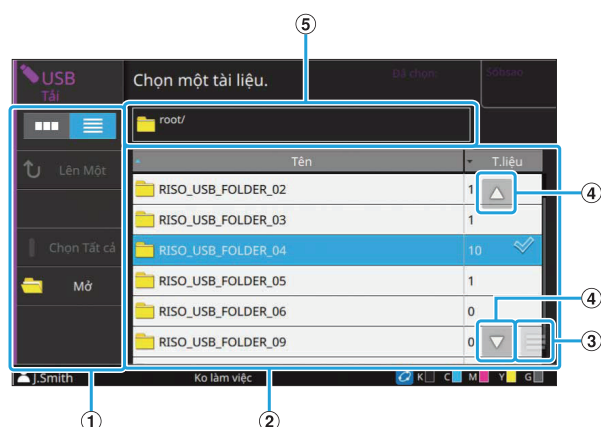 ⑤
USB
Tải
Chọn một tài liệu.
Đã chọn:
Sốbsao
root/
Lên Một
Tên
T.liệu
RISO_USB_FOLDER_02
1
④
RISO_USB_FOLDER_03
1
Chọn Tất cả
RISO_USB_FOLDER_04
10
Mở
RISO_USB_FOLDER_05
1
④
RISO_USB_FOLDER_06
0
RISO_USB_FOLDER_09
0
③
J.Smith
Ko làm việc
K C M Y G
①
②